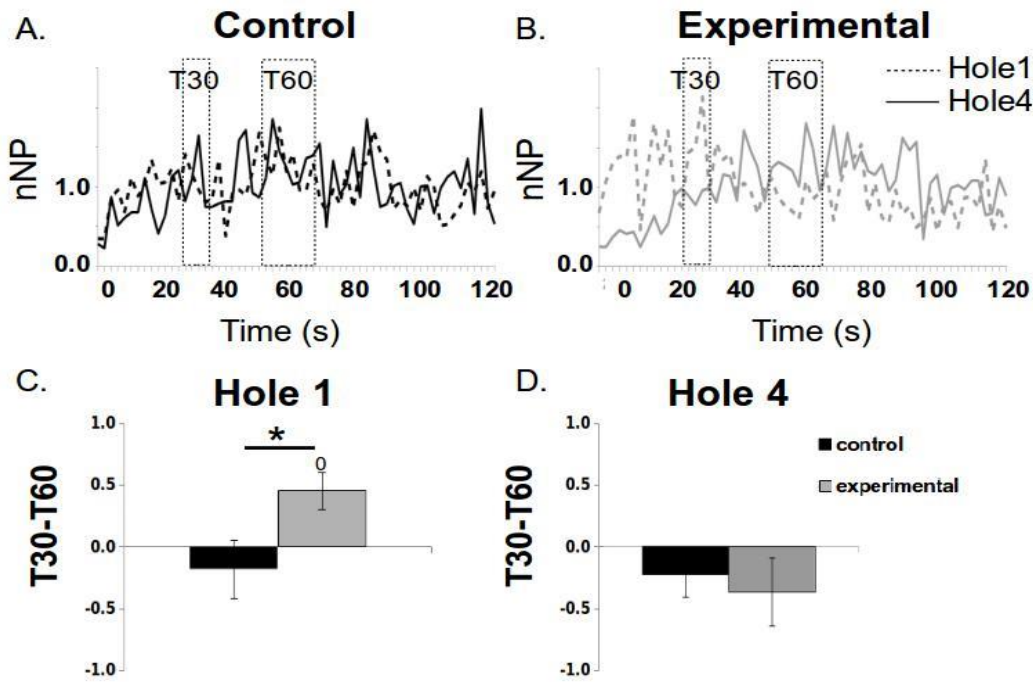 A.
Control
T30
T60
nNP
1.0
0.0
0 20 40 60 80 100 120
Time (s)
B.
Experimental
T30
T60
Hole1
Hole4
nNP
1.0
0.0
0 20 40 60 80 100 120
Time (s)
C.
Hole 1
T30-T60
1.0
0.5
0.0
-0.5
-1.0
*
0
D.
Hole 4
T30-T60
1.0
0.5
0.0
-0.5
-1.0
control
experimental